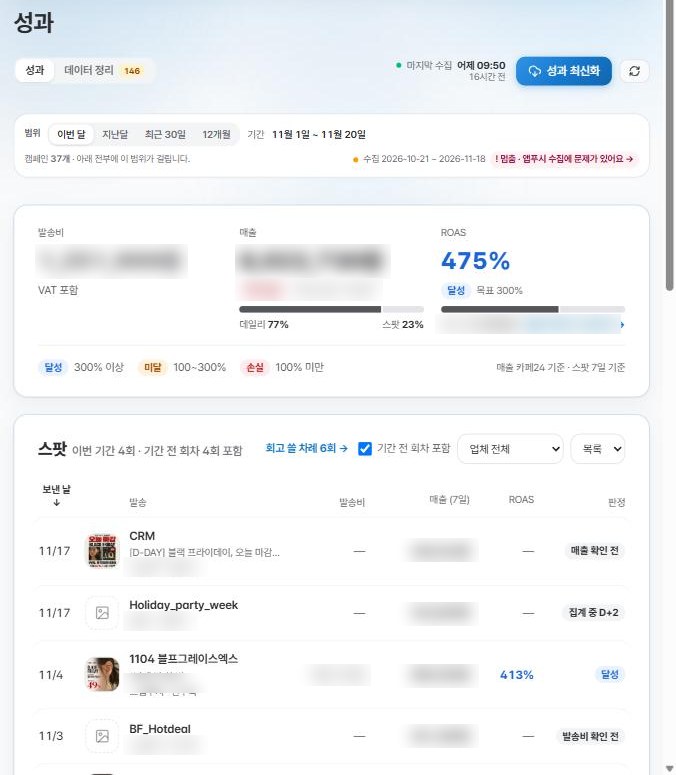 성과
성과 데이터 정리 146
마지막 수집 어제 09:50
16시간 전
성과 최신화
범위 이번 달 지난달 최근 30일 12개월 기간 11월 1일 ~ 11월 20일
캠페인 37개 · 아래 전부에 이 범위가 걸립니다.
수집 2026-10-21 ~ 2026-11-18 ! 멈춤 · 앱푸시 수집에 문제가 있어요 →
발송비 매출 ROAS
475%
VAT 포함
달성 목표 300%
데일리 77% 스팟 23%
달성 300% 이상 미달 100~300% 손실 100% 미만
매출 카페24 기준 · 스팟 7일 기준
스팟 이번 기간 4회 · 기간 전 회차 4회 포함
회고 쓸 차례 6회 → 기간 전 회차 포함 업체 전체 목록
보낸 날 ↓ 발송 발송비 매출 (7일) ROAS 판정
11/17 CRM — — 매출 확인 전
[D-DAY] 블랙 프라이데이, 오늘 마감...
11/17 Holiday_party_week — — 집계 중 D+2
11/4 1104 블프그레이스엑스 413% 달성
11/3 BF_Hotdeal — 발송비 확인 전